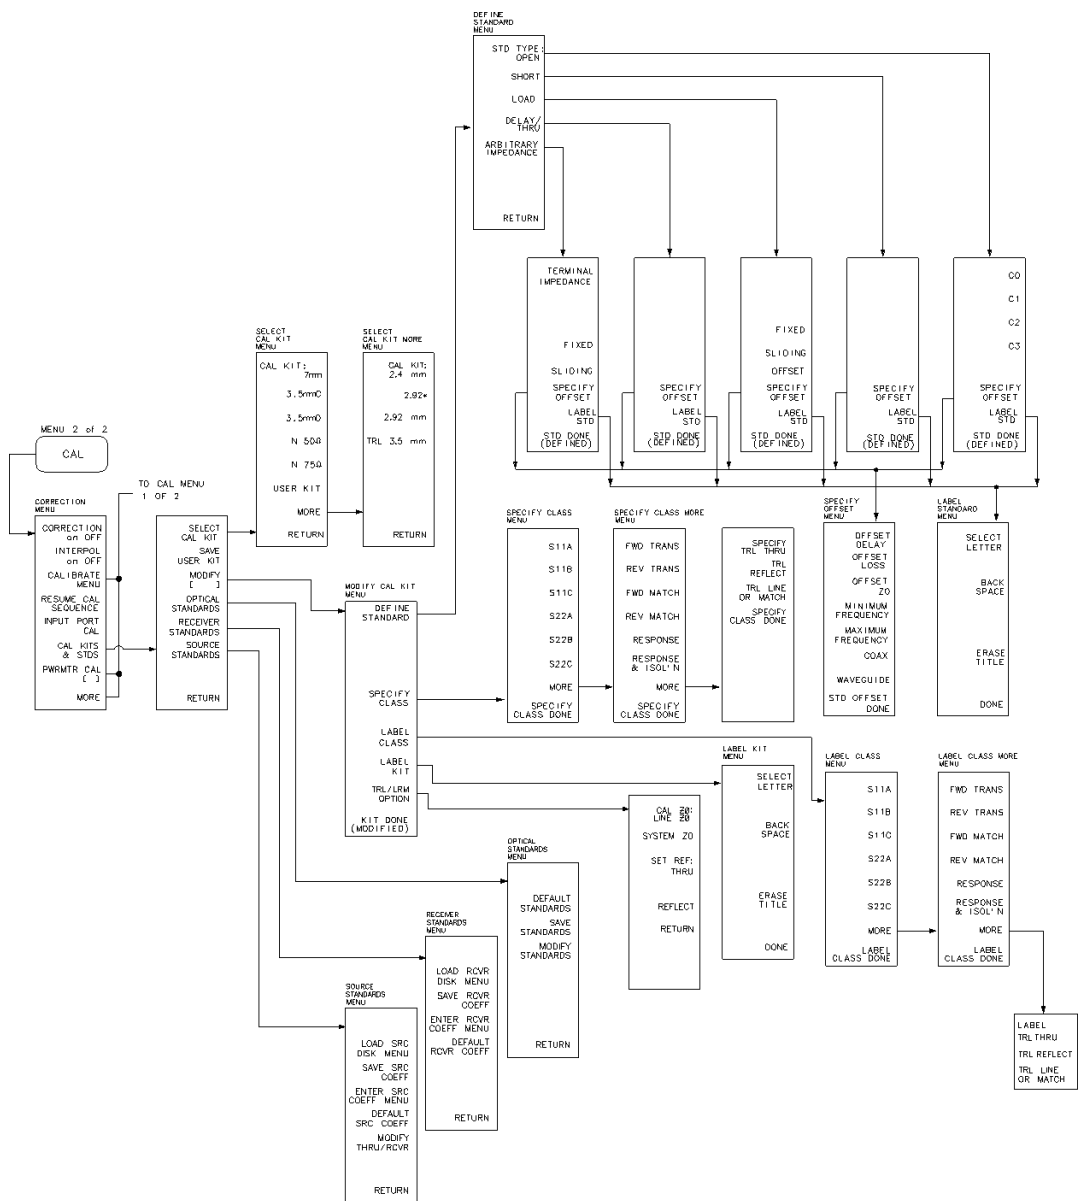 DEFINE
STANDARD
MENU
STD TYPE:
OPEN
SHORT
LOAD
DELAY/
THRU
ARBITRARY
IMPEDANCE
RETURN
TERMINAL
IMPEDANCE
FIXED
SLIDING
SPECIFY
OFFSET
LABEL
STD
STD DONE
(DEFINED)
SPECIFY
OFFSET
LABEL
STD
STD DONE
(DEFINED)
FIXED
SLIDING
OFFSET
SPECIFY
OFFSET
LABEL
STD
STD DONE
(DEFINED)
SPECIFY
OFFSET
LABEL
STD
STD DONE
(DEFINED)
C0
C1
C2
C3
SPECIFY
OFFSET
LABEL
STD
STD DONE
(DEFINED)
SELECT
CAL KIT
MENU
CAL KIT:
7mm
3.5mmC
3.5mmD
N 50Ω
N 75Ω
USER KIT
MORE
RETURN
SELECT
CAL KIT MORE
MENU
CAL KIT:
2.4 mm
2.92*
2.92 mm
TRL 3.5 mm
RETURN
MENU 2 of 2
CAL
TO CAL MENU
1 OF 2
CORRECTION
MENU
CORRECTION
on OFF
INTERPOL
on OFF
CALIBRATE
MENU
RESUME CAL
SEQUENCE
INPUT PORT
CAL
CAL KITS
& STDS
PWRMTR CAL
[ ]
MORE
SELECT
CAL KIT
SAVE
USER KIT
MODIFY
[ ]
OPTICAL
STANDARDS
RECEIVER
STANDARDS
SOURCE
STANDARDS
RETURN
MODIFY CAL KIT
MENU
DEFINE
STANDARD
SPECIFY
CLASS
LABEL
CLASS
LABEL
KIT
TRL/LRM
OPTION
KIT DONE
(MODIFIED)
SPECIFY CLASS
MENU
S11A
S11B
S11C
S22A
S22B
S22C
MORE
SPECIFY
CLASS DONE
SPECIFY CLASS MORE
MENU
FWD TRANS
REV TRANS
FWD MATCH
REV MATCH
RESPONSE
RESPONSE
& ISOL'N
MORE
SPECIFY
CLASS DONE
SPECIFY
TRL THRU
TRL
REFLECT
TRL LINE
OR MATCH
SPECIFY
CLASS DONE
SPECIFY
OFFSET
MENU
OFFSET
DELAY
OFFSET
LOSS
OFFSET
Z0
MINIMUM
FREQUENCY
MAXIMUM
FREQUENCY
COAX
WAVEGUIDE
STD OFFSET
DONE
LABEL
STANDARD
MENU
SELECT
LETTER
BACK
SPACE
ERASE
TITLE
DONE
CAL Z0:
LINE Z0
SYSTEM Z0
SET REF:
THRU
REFLECT
RETURN
LABEL KIT
MENU
SELECT
LETTER
BACK
SPACE
ERASE
TITLE
DONE
LABEL CLASS
MENU
S11A
S11B
S11C
S22A
S22B
S22C
MORE
LABEL
CLASS DONE
LABEL CLASS MORE
MENU
FWD TRANS
REV TRANS
FWD MATCH
REV MATCH
RESPONSE
RESPONSE
& ISOL'N
MORE
LABEL
CLASS DONE
LABEL
TRL THRU
TRL REFLECT
TRL LINE
OR MATCH
OPTICAL
STANDARDS
MENU
DEFAULT
STANDARDS
SAVE
STANDARDS
MODIFY
STANDARDS
RETURN
RECEIVER
STANDARDS
MENU
LOAD RCVR
DISK MENU
SAVE RCVR
COEFF
ENTER RCVR
COEFF MENU
DEFAULT
RCVR COEFF
RETURN
SOURCE
STANDARDS
MENU
LOAD SRC
DISK MENU
SAVE SRC
COEFF
ENTER SRC
COEFF MENU
DEFAULT
SRC COEFF
MODIFY
THRU/RCVR
RETURN